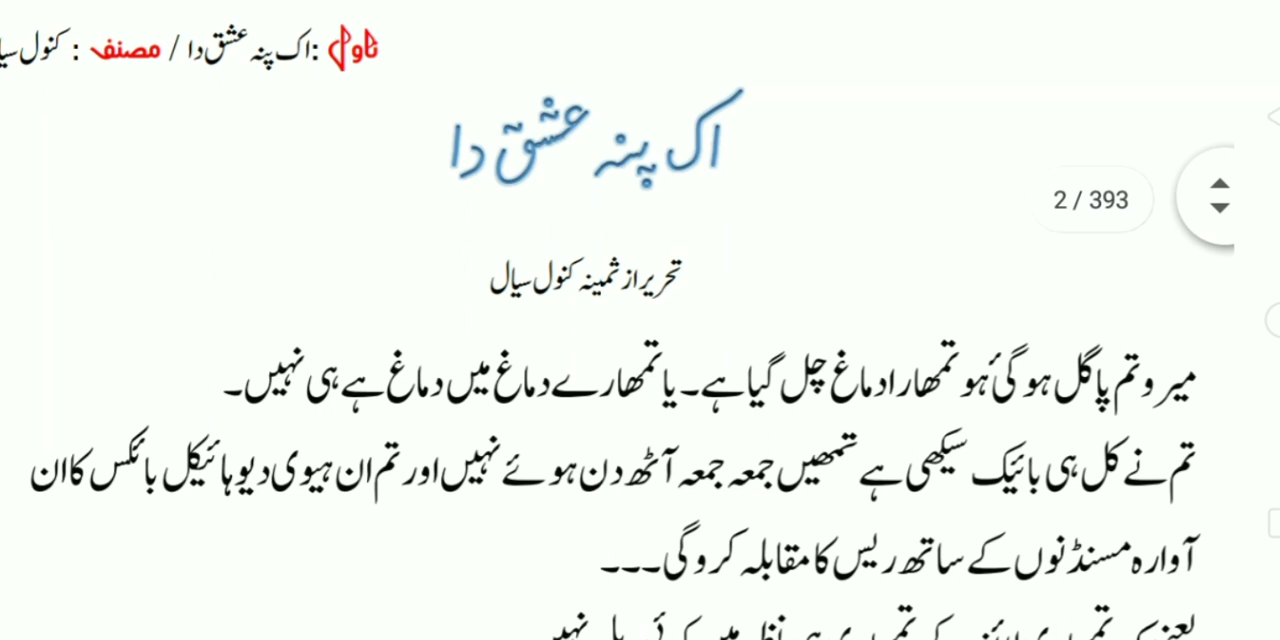 ناول : اک پنہ عشق دا / مصنف : کنول سیا
اک پنہ عشق دا
2 / 393
تحریر از ثمینہ کنول سیال
میرو تم پاگل ہو گئ ہو تمھارا دماغ چل گیا ہے۔ یا تمھارے دماغ میں دماغ ہے ہی نہیں۔
تم نے کل ہی بائیک سیکھی ہے تمھیں جمعہ جمعہ آٹھ دن ہوئے نہیں اور تم ان ہیوی دیو ہائیکل بائکس کا ان
آوارہ مسنڈنوں کے ساتھ ریس کا مقابلہ کرو گی۔۔۔